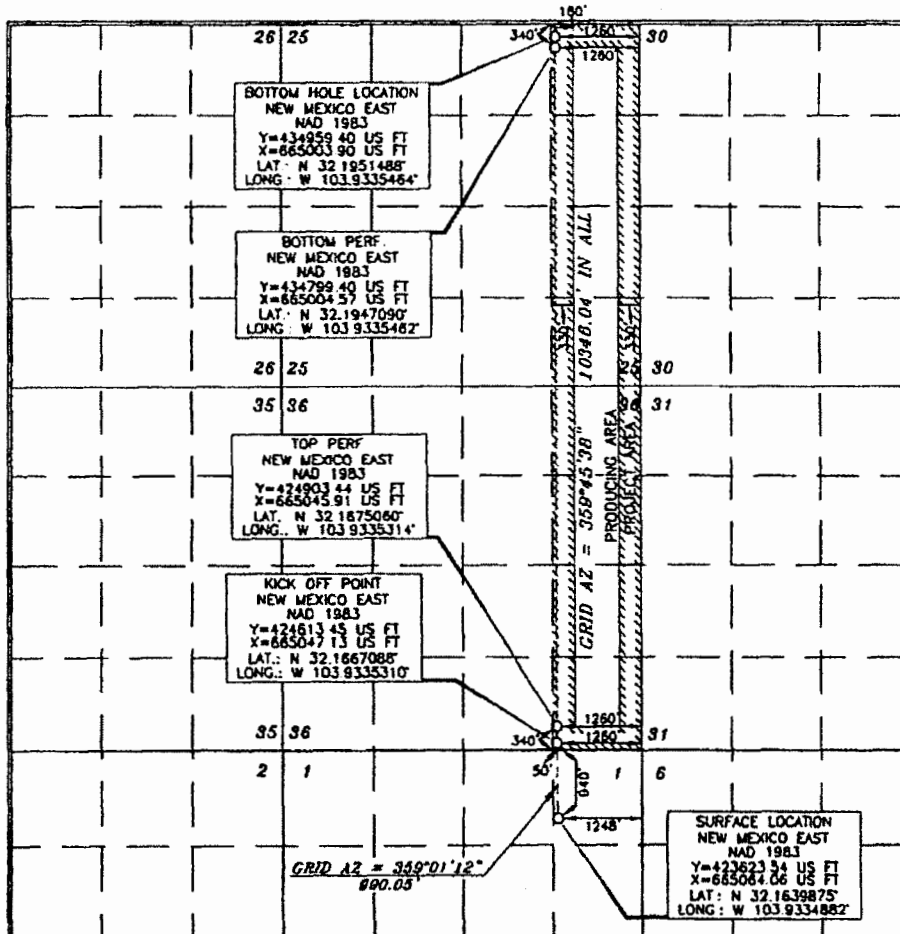 180'
26 25
340'
1260'
30
1260'
BOTTOM HOLE LOCATION
NEW MEXICO EAST
NAD 1983
Y=434959.40 US FT
X=665003.90 US FT
LAT.: N 32.1951488°
LONG.: W 103.9335464°
BOTTOM PERF.
NEW MEXICO EAST
NAD 1983
Y=434799.40 US FT
X=665004.57 US FT
LAT.: N 32.1947090°
LONG.: W 103.9335462°
330'
330'
10346.04' IN ALL
GRID AZ = 359°45'38"
PRODUCING AREA
PROJECT AREA
26 25
25 30
35 36
36 31
TOP PERF
NEW MEXICO EAST
NAD 1983
Y=424903.44 US FT
X=665045.91 US FT
LAT. N 32.1675060°
LONG.: W 103.9335314°
KICK OFF POINT
NEW MEXICO EAST
NAD 1983
Y=424613.45 US FT
X=665047.13 US FT
LAT.: N 32.1667088°
LONG.: W 103.9335310°
1260'
35 36
340'
1260'
31
2 1
50'
940'
1 6
1248'
SURFACE LOCATION
NEW MEXICO EAST
NAD 1983
Y=423623.54 US FT
X=665064.06 US FT
LAT: N 32.1639875°
LONG: W 103.9334882°
GRID AZ = 359°01'12"
990.05'